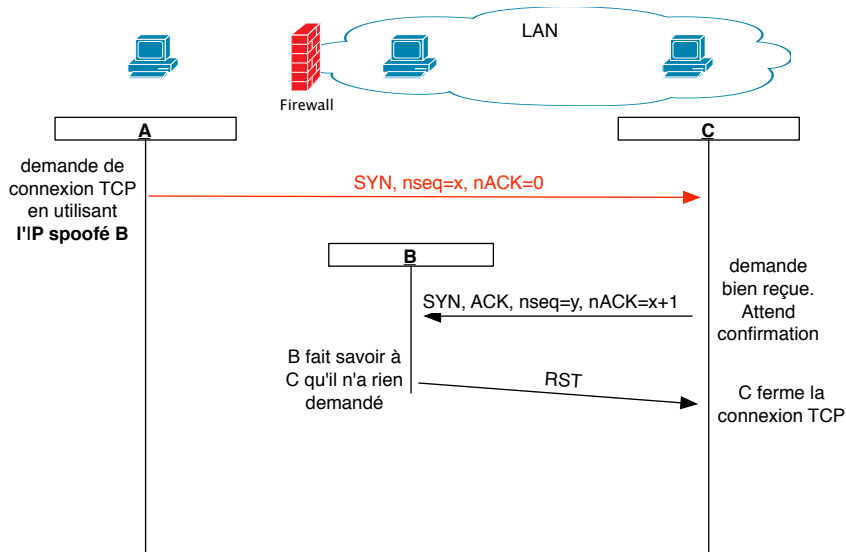 LAN
Firewall
A
C
demande de
connexion TCP
en utilisant
l'IP spoofé B
SYN, nseq=x, nACK=0
B
demande
bien reçue.
Attend
confirmation
SYN, ACK, nseq=y, nACK=x+1
B fait savoir à
C qu'il n'a rien
demandé
RST
C ferme la
connexion TCP